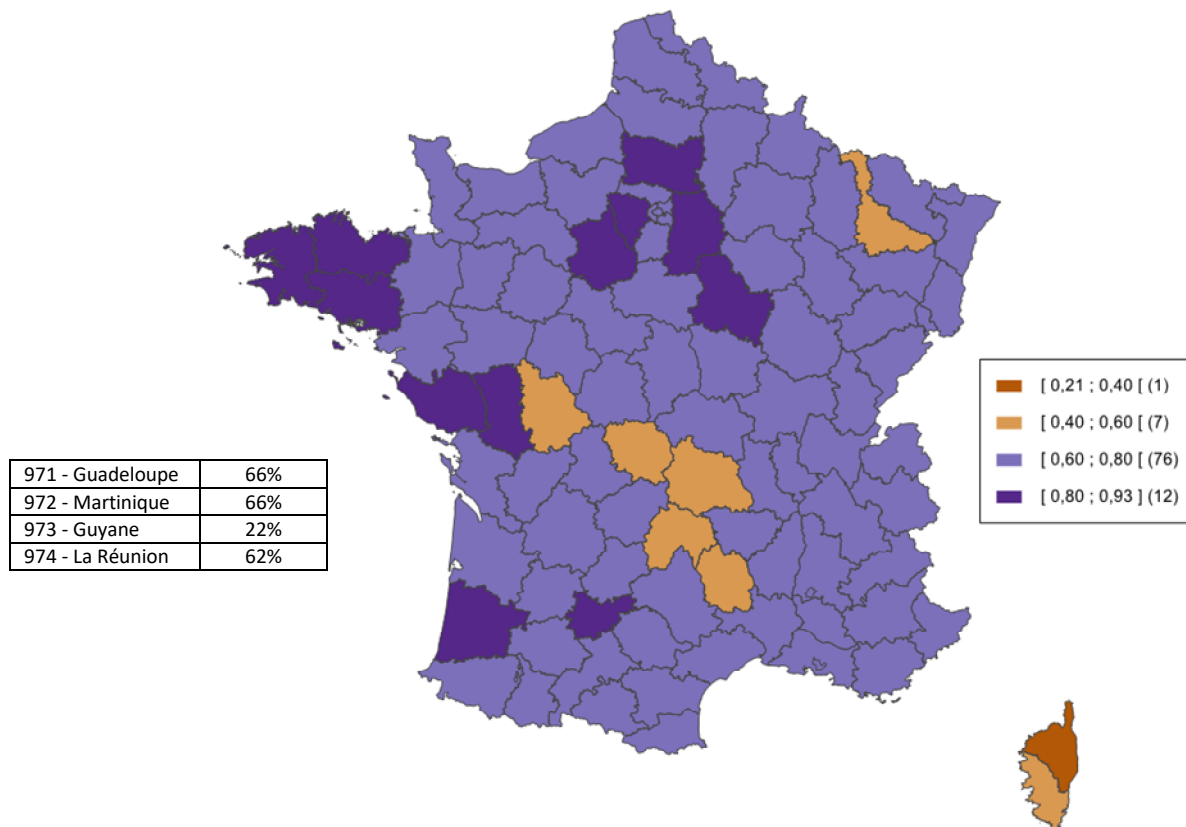 [ 0,21 ; 0,40 [ (1)
[ 0,40 ; 0,60 [ (7)
[ 0,60 ; 0,80 [ (76)
[ 0,80 ; 0,93 ] (12)
971 - Guadeloupe 66%
972 - Martinique 66%
973 - Guyane 22%
974 - La Réunion 62%